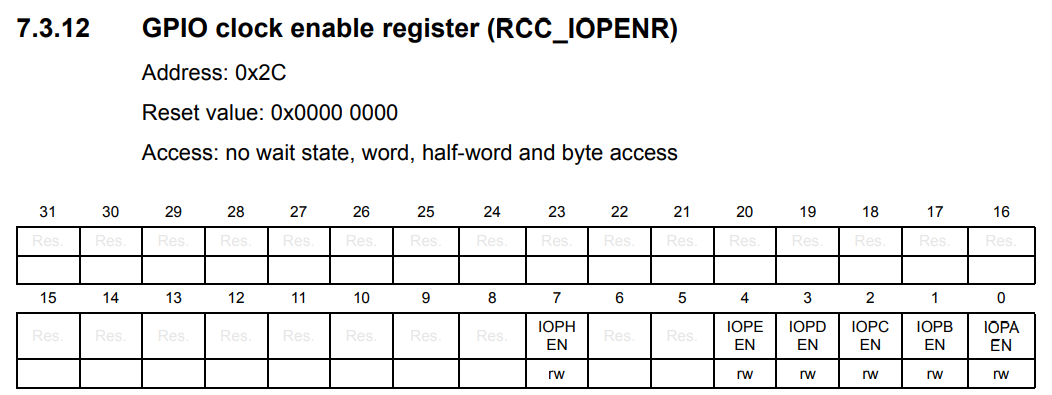 7.3.12 GPIO clock enable register (RCC_IOPENR)
Address: 0x2C
Reset value: 0x0000 0000
Access: no wait state, word, half-word and byte access
31 30 29 28 27 26 25 24 23 22 21 20 19 18 17 16
Res. Res. Res. Res. Res. Res. Res. Res. Res. Res. Res. Res. Res. Res. Res. Res.
15 14 13 12 11 10 9 8 7 6 5 4 3 2 1 0
Res. Res. Res. Res. Res. Res. Res. Res. IOPH EN Res. Res. IOPE EN IOPD EN IOPC EN IOPB EN IOPA EN
rw rw rw rw rw rw